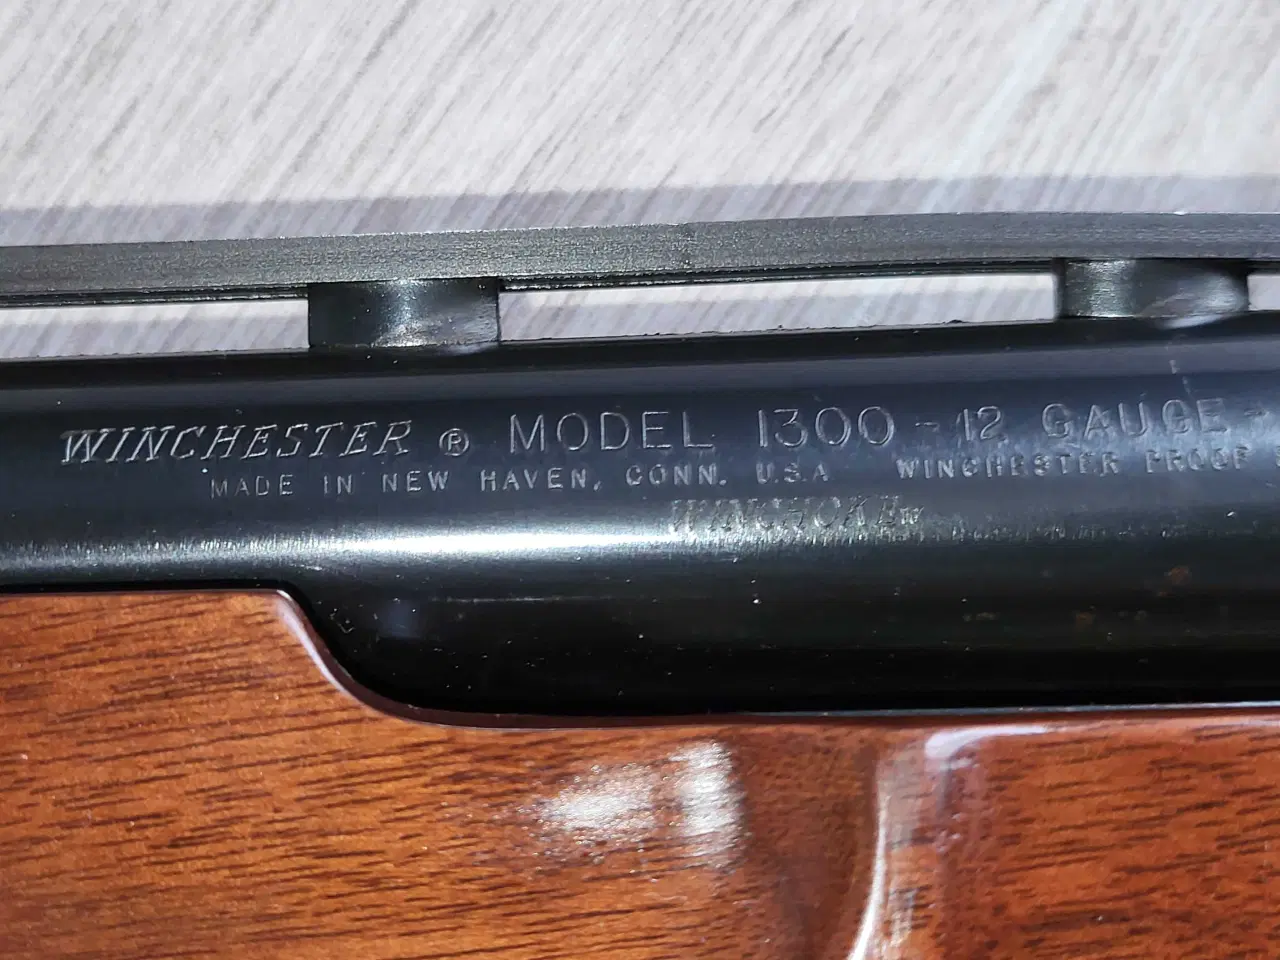 WINCHESTER ® MODEL 1300 - 12 GAUGE -
MADE IN NEW HAVEN, CONN. U.S.A WINCHESTER PROOF
WINCHOKE